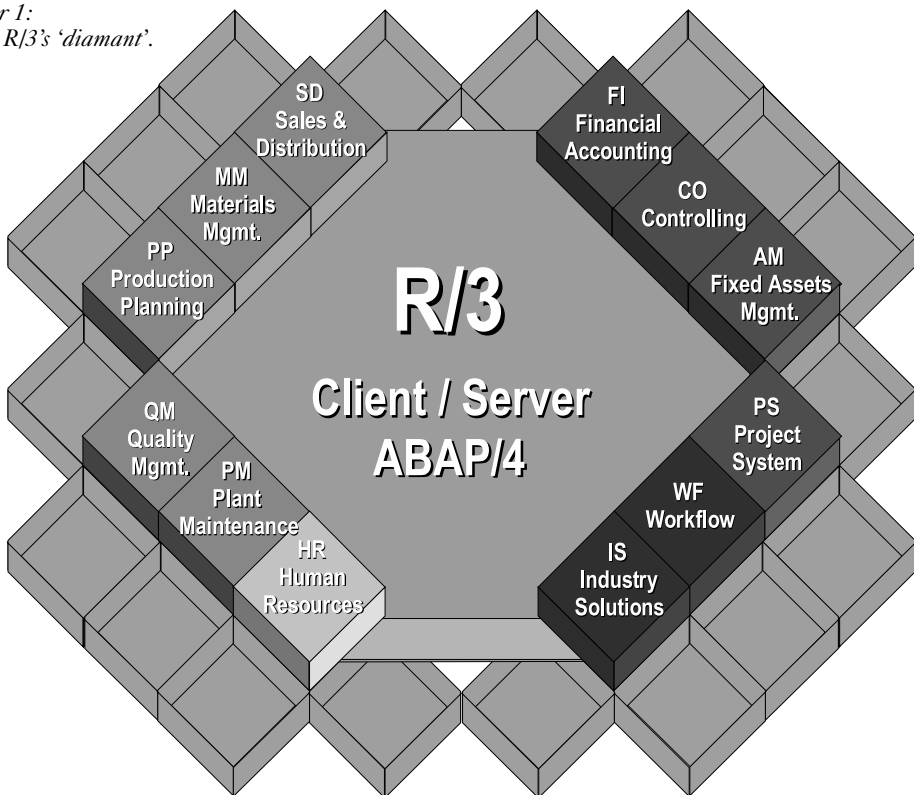 r 1:
R/3's 'diamant'.
SD
Sales &
Distribution
MM
Materials
Mgmt.
PP
Production
Planning
FI
Financial
Accounting
CO
Controlling
AM
Fixed Assets
Mgmt.
R/3
Client / Server
ABAP/4
QM
Quality
Mgmt.
PM
Plant
Maintenance
HR
Human
Resources
PS
Project
System
WF
Workflow
IS
Industry
Solutions